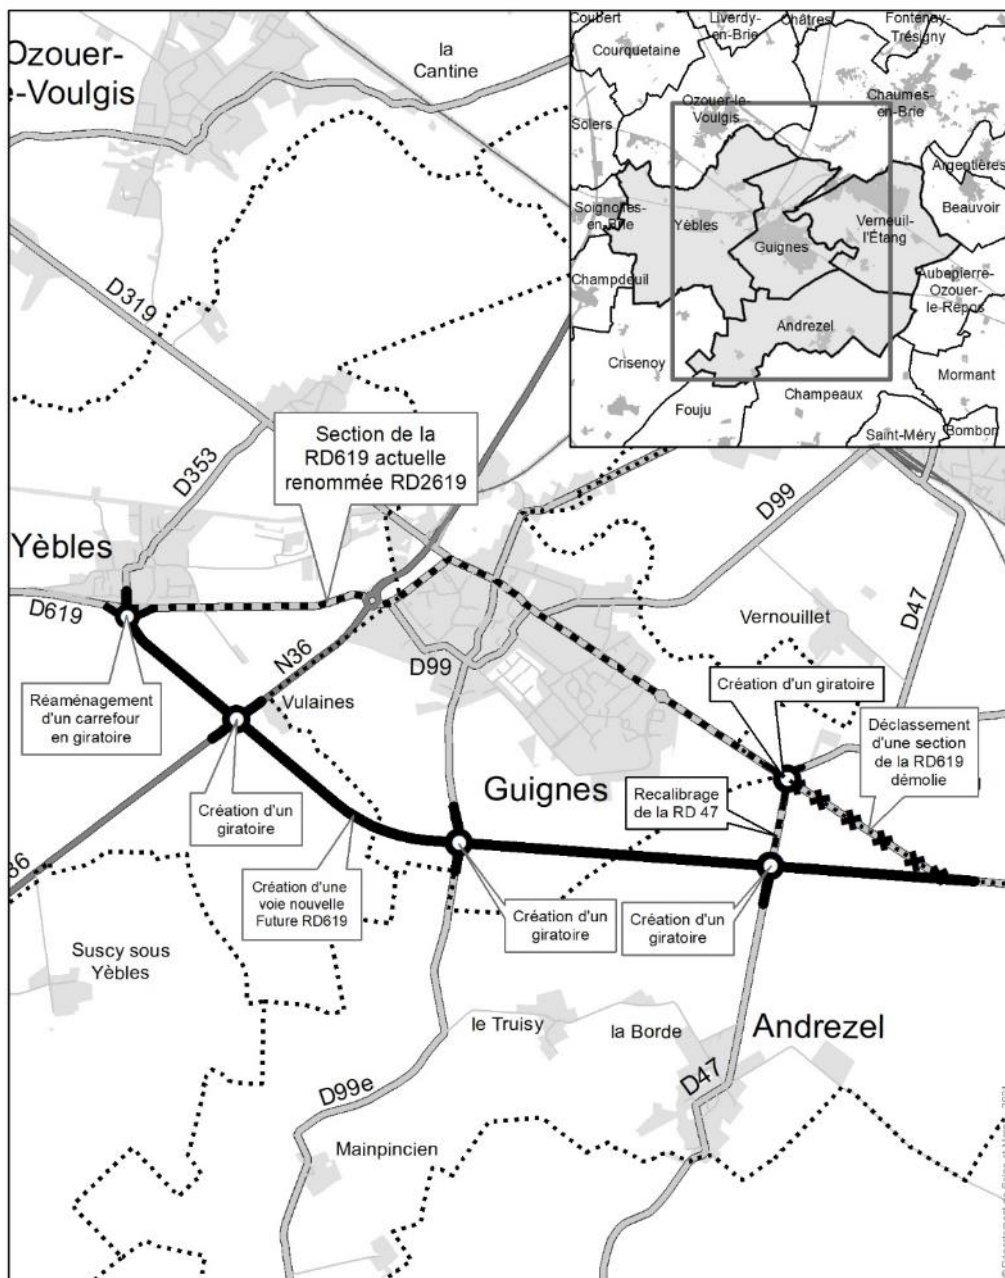 Ozouer-
e-Voulgis
la
Cantine
D319
D353
Section de la
RD619 actuelle
renommée RD2619
Yèbles
D619
N36
D99
D99
D47
Vernouillet
Réaménagement
d'un carrefour
en giratoire
Vulaines
Création d'un
giratoire
Guignes
Création d'un giratoire
Déclassement
d'une section
de la RD619
démolie
Recalibrage
de la RD 47
Création d'une
voie nouvelle
Future RD619
Création d'un
giratoire
Création d'un
giratoire
36
Suscy sous
Yèbles
le Truisy
la Borde
Andrezel
D47
D99e
Mainpincien
Coubert
Liverdy-
en-Brie
Châtres
Fontenay-
Trésigny
Courquetaine
Ozouer-le-
Voulgis
Chaumes-
en-Brie
Solers
Argentières
Soignolles-
en-Brie
Yèbles
Guignes
Verneuil-
l'Étang
Beauvoir
Champdeuil
Aubepierre-
Ozouer-
le-Repos
Andrezel
Crisenoy
Mormant
Fouju
Champeaux
Saint-Méry
Bombon